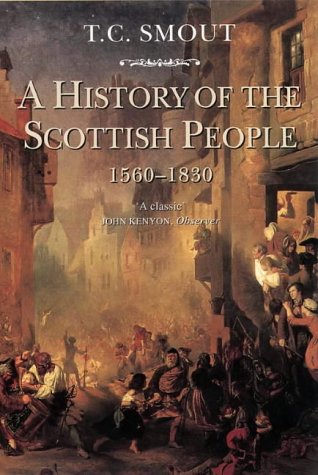 T.C. SMOUT
A HISTORY OF THE
SCOTTISH PEOPLE
1560–1830
'A classic'
JOHN KENYON, Observer